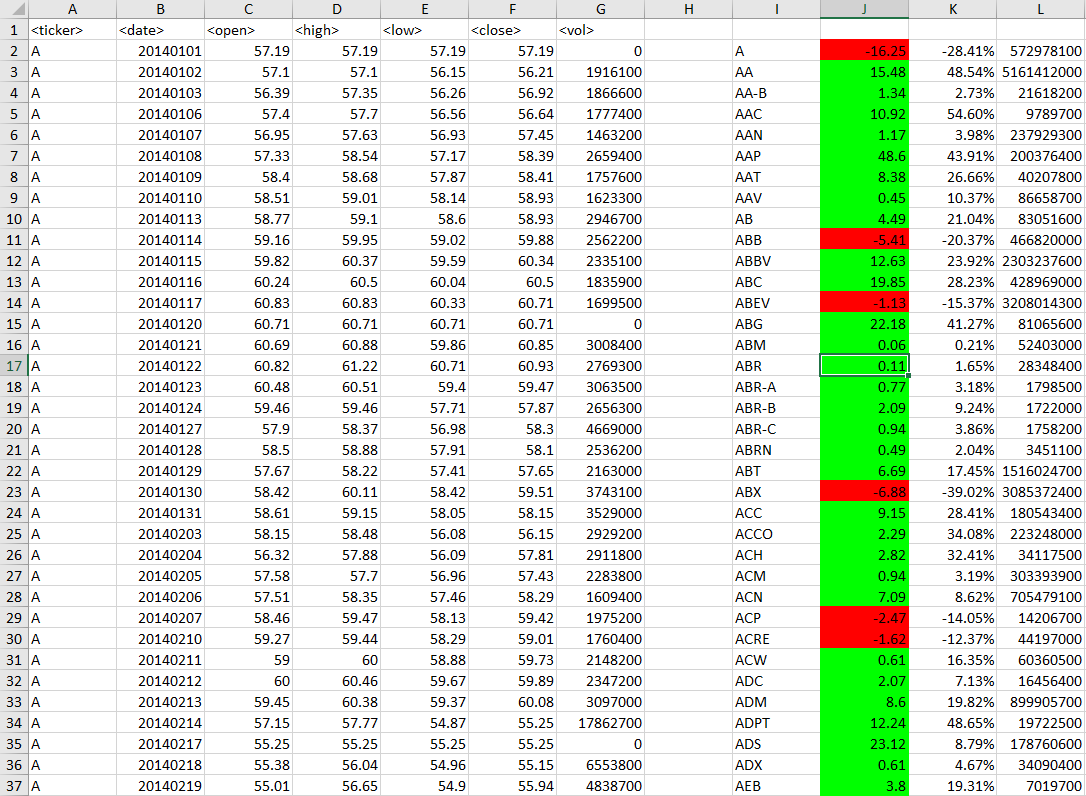 A B C D E F G H I J K L
1 <ticker> <date> <open> <high> <low> <close> <vol>
2 A 20140101 57.19 57.19 57.19 57.19 0 A -16.25 -28.41% 572978100
3 A 20140102 57.1 57.1 56.15 56.21 1916100 AA 15.48 48.54% 5161412000
4 A 20140103 56.39 57.35 56.26 56.92 1866600 AA-B 1.34 2.73% 21618200
5 A 20140106 57.4 57.7 56.56 56.64 1777400 AAC 10.92 54.60% 9789700
6 A 20140107 56.95 57.63 56.93 57.45 1463200 AAN 1.17 3.98% 237929300
7 A 20140108 57.33 58.54 57.17 58.39 2659400 AAP 48.6 43.91% 200376400
8 A 20140109 58.4 58.68 57.87 58.41 1757600 AAT 8.38 26.66% 40207800
9 A 20140110 58.51 59.01 58.14 58.93 1623300 AAV 0.45 10.37% 86658700
10 A 20140113 58.77 59.1 58.6 58.93 2946700 AB 4.49 21.04% 83051600
11 A 20140114 59.16 59.95 59.02 59.88 2562200 ABB -5.41 -20.37% 466820000
12 A 20140115 59.82 60.37 59.59 60.34 2335100 ABBV 12.63 23.92% 2303237600
13 A 20140116 60.24 60.5 60.04 60.5 1835900 ABC 19.85 28.23% 428969000
14 A 20140117 60.83 60.83 60.33 60.71 1699500 ABEV -1.13 -15.37% 3208014300
15 A 20140120 60.71 60.71 60.71 60.71 0 ABG 22.18 41.27% 81065600
16 A 20140121 60.69 60.88 59.86 60.85 3008400 ABM 0.06 0.21% 52403000
17 A 20140122 60.82 61.22 60.71 60.93 2769300 ABR 0.11 1.65% 28348400
18 A 20140123 60.48 60.51 59.4 59.47 3063500 ABR-A 0.77 3.18% 1798500
19 A 20140124 59.46 59.46 57.71 57.87 2656300 ABR-B 2.09 9.24% 1722000
20 A 20140127 57.9 58.37 56.98 58.3 4669000 ABR-C 0.94 3.86% 1758200
21 A 20140128 58.5 58.88 57.91 58.1 2536200 ABRN 0.49 2.04% 3451100
22 A 20140129 57.67 58.22 57.41 57.65 2163000 ABT 6.69 17.45% 1516024700
23 A 20140130 58.42 60.11 58.42 59.51 3743100 ABX -6.88 -39.02% 3085372400
24 A 20140131 58.61 59.15 58.05 58.15 3529000 ACC 9.15 28.41% 180543400
25 A 20140203 58.15 58.48 56.08 56.15 2929200 ACCO 2.29 34.08% 223248000
26 A 20140204 56.32 57.88 56.09 57.81 2911800 ACH 2.82 32.41% 34117500
27 A 20140205 57.58 57.7 56.96 57.43 2283800 ACM 0.94 3.19% 303393900
28 A 20140206 57.51 58.35 57.46 58.29 1609400 ACN 7.09 8.62% 705479100
29 A 20140207 58.46 59.47 58.13 59.42 1975200 ACP -2.47 -14.05% 14206700
30 A 20140210 59.27 59.44 58.29 59.01 1760400 ACRE -1.62 -12.37% 44197000
31 A 20140211 59 60 58.88 59.73 2148200 ACW 0.61 16.35% 60360500
32 A 20140212 60 60.46 59.67 59.89 2347200 ADC 2.07 7.13% 16456400
33 A 20140213 59.45 60.38 59.37 60.08 3097000 ADM 8.6 19.82% 899905700
34 A 20140214 57.15 57.77 54.87 55.25 17862700 ADPT 12.24 48.65% 19722500
35 A 20140217 55.25 55.25 55.25 55.25 0 ADS 23.12 8.79% 178760600
36 A 20140218 55.38 56.04 54.96 55.15 6553800 ADX 0.61 4.67% 34090400
37 A 20140219 55.01 56.65 54.9 55.94 4838700 AEB 3.8 19.31% 7019700